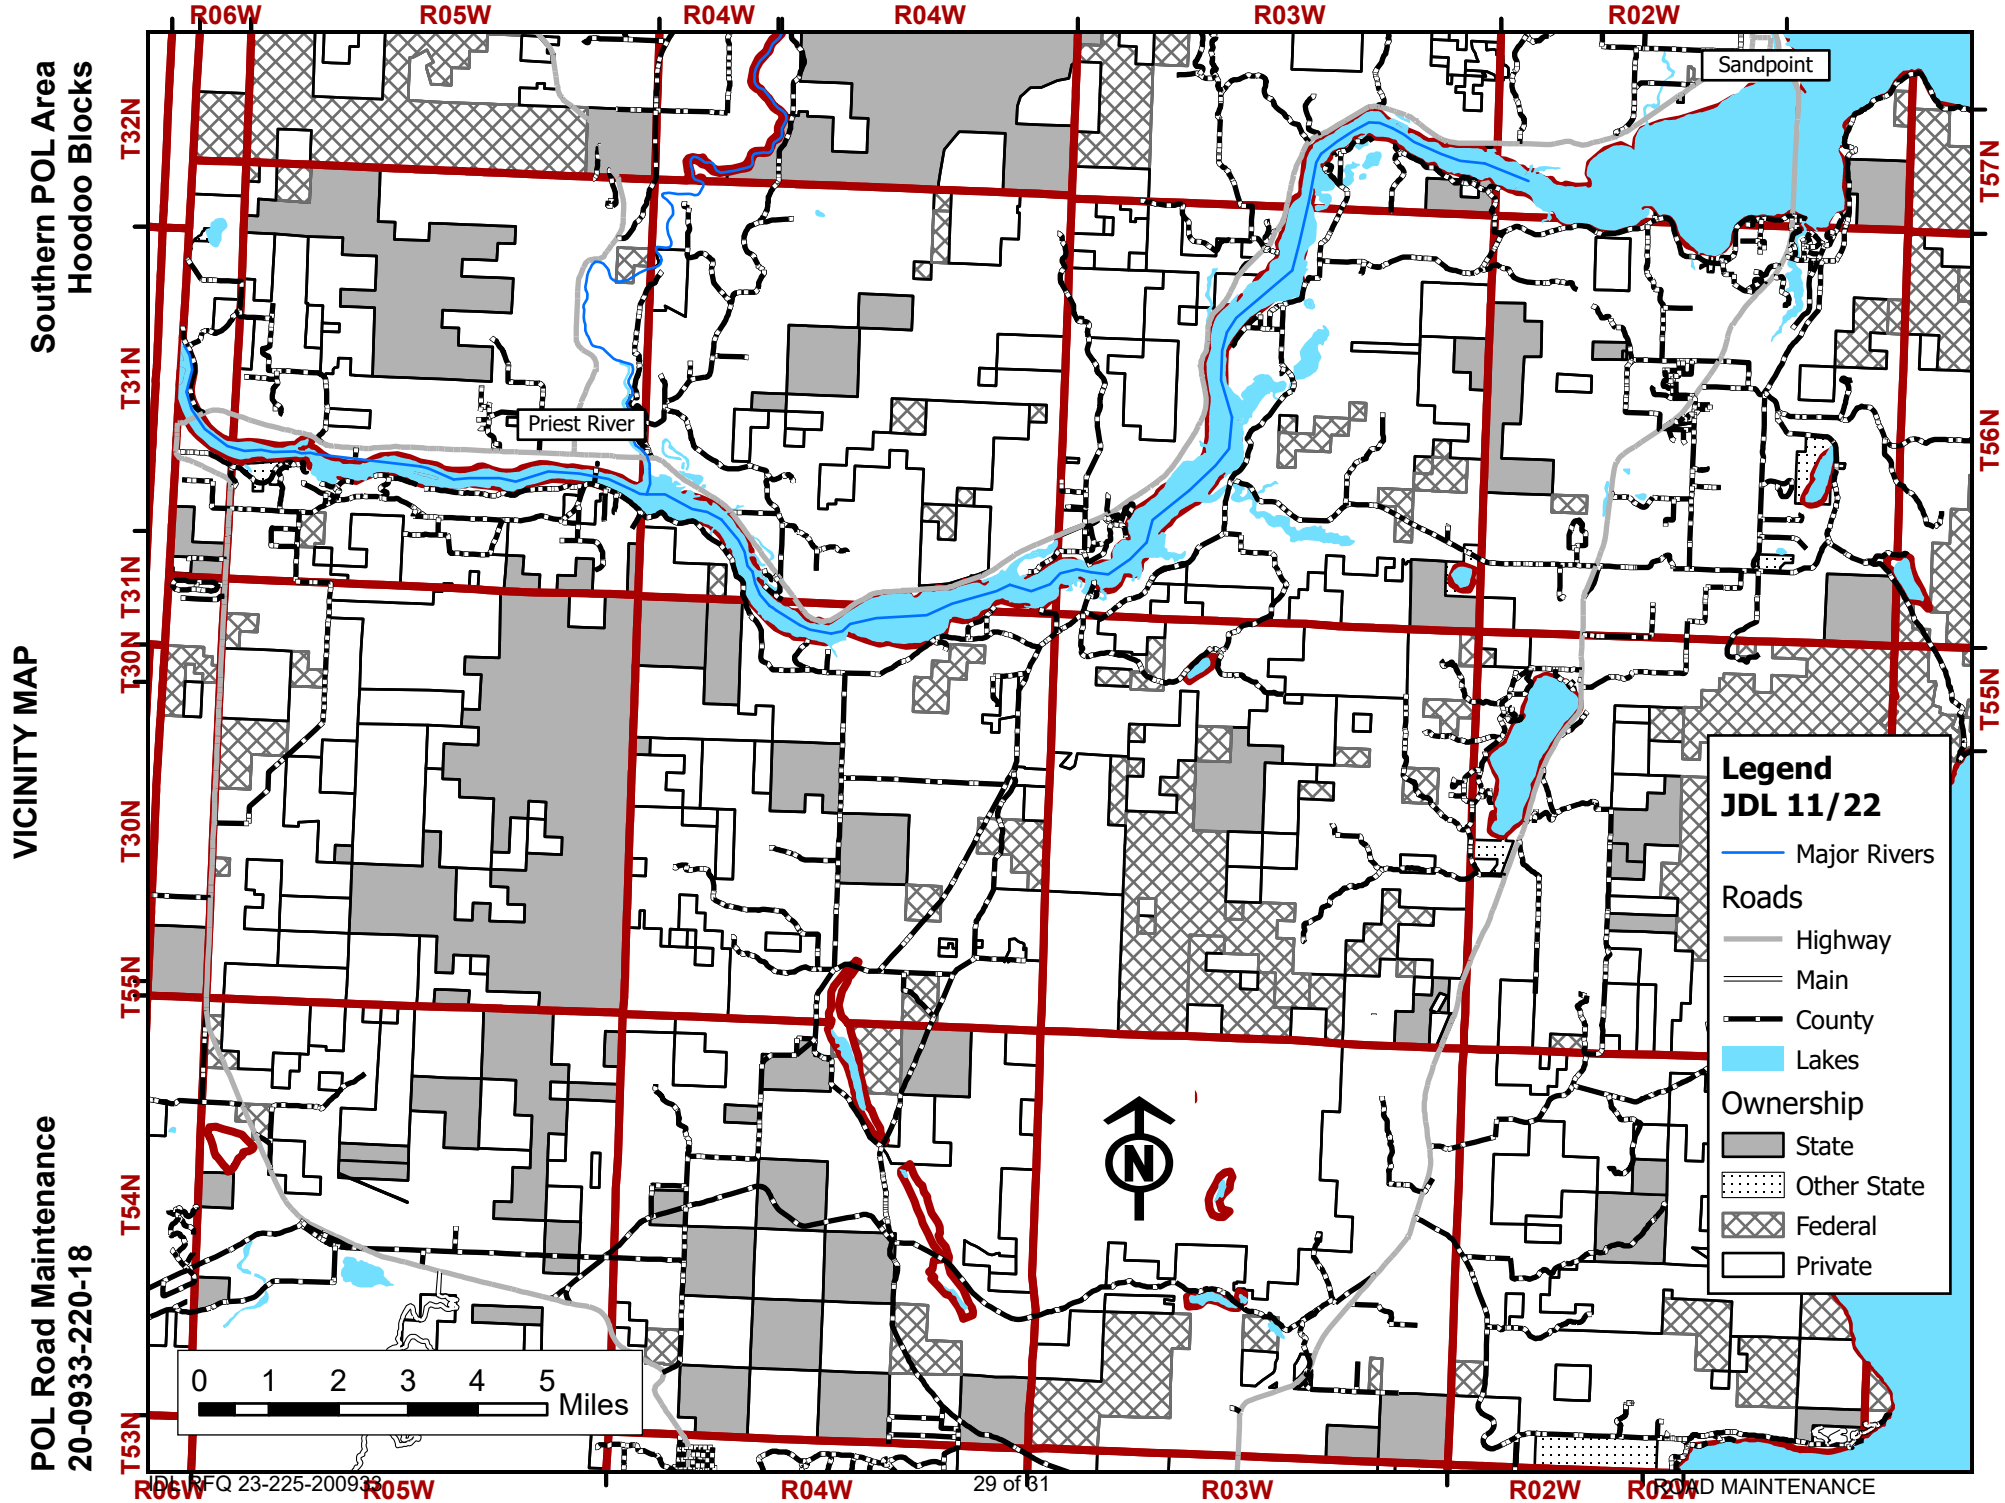 R06W R05W R04W R04W R03W R02W
Southern POL Area
Hoodoo Blocks
VICINITY MAP
POL Road Maintenance
20-0933-220-18
T32N
T31N
T31N
T30N
T30N
T55N
T54N
T53N
T57N
T56N
T55N
Sandpoint
Priest River
N
Legend
JDL 11/22
Major Rivers
Roads
Highway
Main
County
Lakes
Ownership
State
Other State
Federal
Private
0 1 2 3 4 5
Miles
IDL RFQ 23-225-200933 29 of 31 ROAD MAINTENANCE
R06W R05W R04W R03W R02W R02W